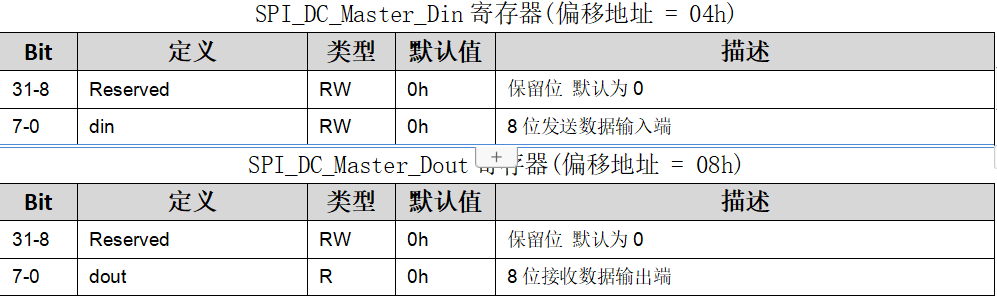 SPI_DC_Master_Din 寄存器(偏移地址 = 04h)
Bit 定义 类型 默认值 描述
31-8 Reserved RW 0h 保留位 默认为 0
7-0 din RW 0h 8 位发送数据输入端
SPI_DC_Master_Dout 寄存器(偏移地址 = 08h)
Bit 定义 类型 默认值 描述
31-8 Reserved RW 0h 保留位 默认为 0
7-0 dout R 0h 8 位接收数据输出端